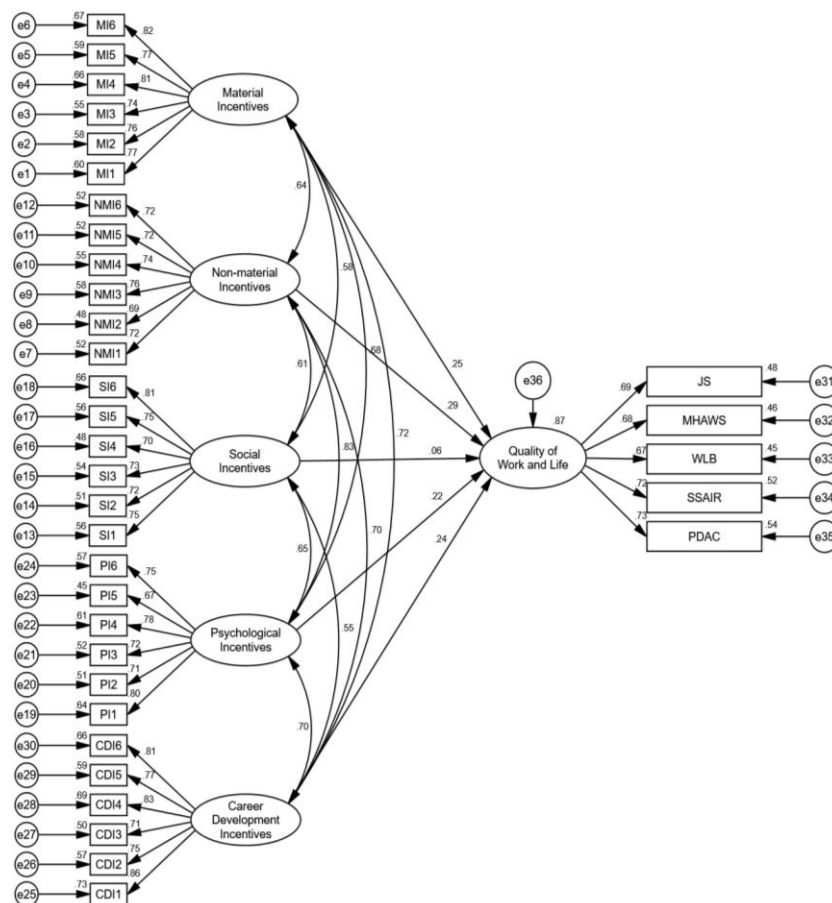 e6 .67 MI6 .82
e5 .59 MI5 .77
e4 .66 MI4 .81
e3 .55 MI3 .74
e2 .58 MI2 .76
e1 .60 MI1 .77
Material
Incentives
e12 .52 NMI6 .72
e11 .52 NMI5 .72
e10 .55 NMI4 .74
e9 .58 NMI3 .76
e8 .48 NMI2 .69
e7 .52 NMI1 .72
Non-material
Incentives
e18 .66 SI6 .81
e17 .56 SI5 .75
e16 .48 SI4 .70
e15 .54 SI3 .73
e14 .51 SI2 .72
e13 .56 SI1 .75
Social
Incentives
e24 .57 PI6 .75
e23 .45 PI5 .67
e22 .61 PI4 .78
e21 .52 PI3 .72
e20 .51 PI2 .71
e19 .64 PI1 .80
Psychological
Incentives
e30 .66 CDI6 .81
e29 .59 CDI5 .77
e28 .69 CDI4 .83
e27 .50 CDI3 .71
e26 .57 CDI2 .75
e25 .73 CDI1 .86
Career
Development
Incentives
.64
.58
.68
.61
.72
.83
.70
.65
.55
.70
.25
.29
.06
.22
.24
e36
.87
Quality of
Work and Life
.69 JS .48 e31
.68 MHAWS .46 e32
.67 WLB .45 e33
.72 SSAIR .52 e34
.73 PDAC .54 e35